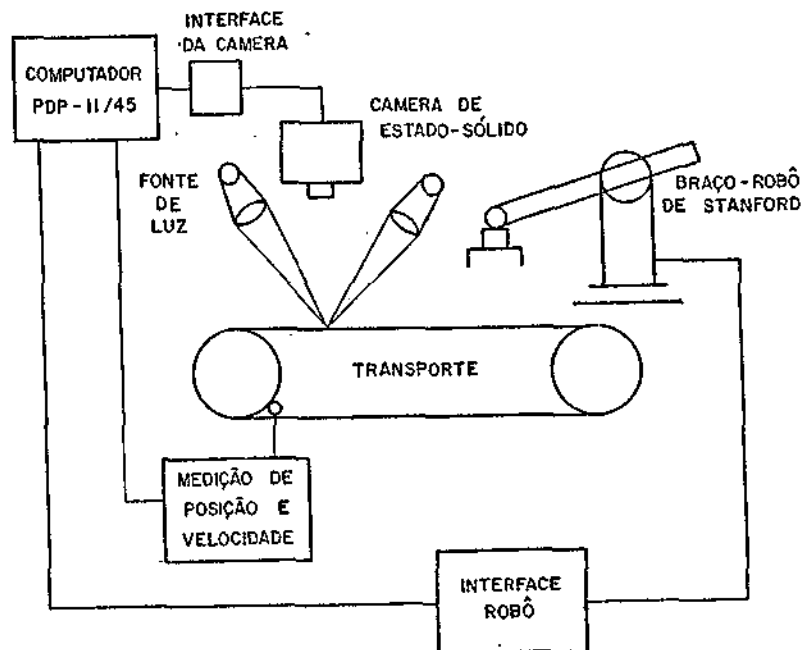 INTERFACE
DA CAMERA
COMPUTADOR
PDP-11/45
CAMERA DE
ESTADO-SÓLIDO
FONTE
DE
LUZ
BRAÇO-ROBÔ
DE STANFORD
TRANSPORTE
MEDIÇÃO DE
POSIÇÃO E
VELOCIDADE
INTERFACE
ROBÔ